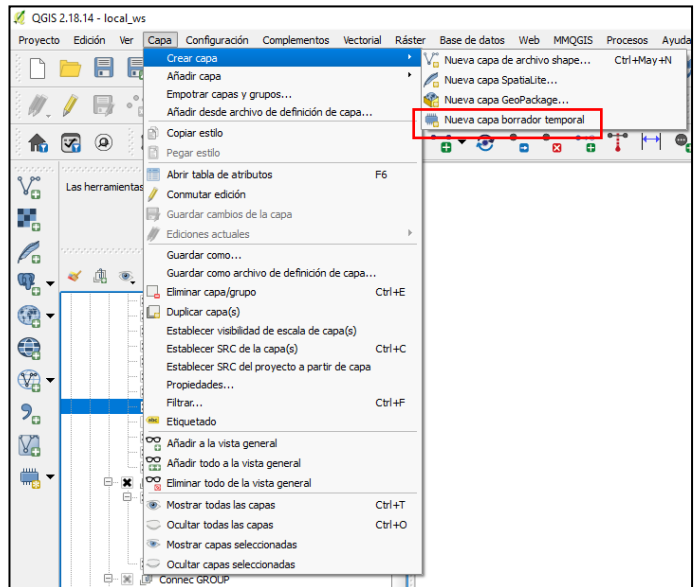 QGIS 2.18.14 - local_ws
Proyecto Edición Ver Capa Configuración Complementos Vectorial Ráster Base de datos Web MMQGIS Procesos Ayuda
Crear capa
Nueva capa de archivo shape... Ctrl+May+N
Añadir capa
Nueva capa SpatiaLite...
Empotrar capas y grupos...
Nueva capa GeoPackage...
Añadir desde archivo de definición de capa...
Nueva capa borrador temporal
Copiar estilo
Pegar estilo
Abrir tabla de atributos F6
Las herramientas
Conmutar edición
Guardar cambios de la capa
Ediciones actuales
Guardar como...
Guardar como archivo de definición de capa...
Eliminar capa/grupo Ctrl+E
Duplicar capa(s)
Establecer visibilidad de escala de capa(s)
Establecer SRC de la capa(s) Ctrl+C
Establecer SRC del proyecto a partir de capa
Propiedades...
Filtrar... Ctrl+F
abc Etiquetado
Añadir a la vista general
Añadir todo a la vista general
Eliminar todo de la vista general
Mostrar todas las capas Ctrl+T
Ocultar todas las capas Ctrl+O
Mostrar capas seleccionadas
Ocultar capas seleccionadas
Connec GROUP